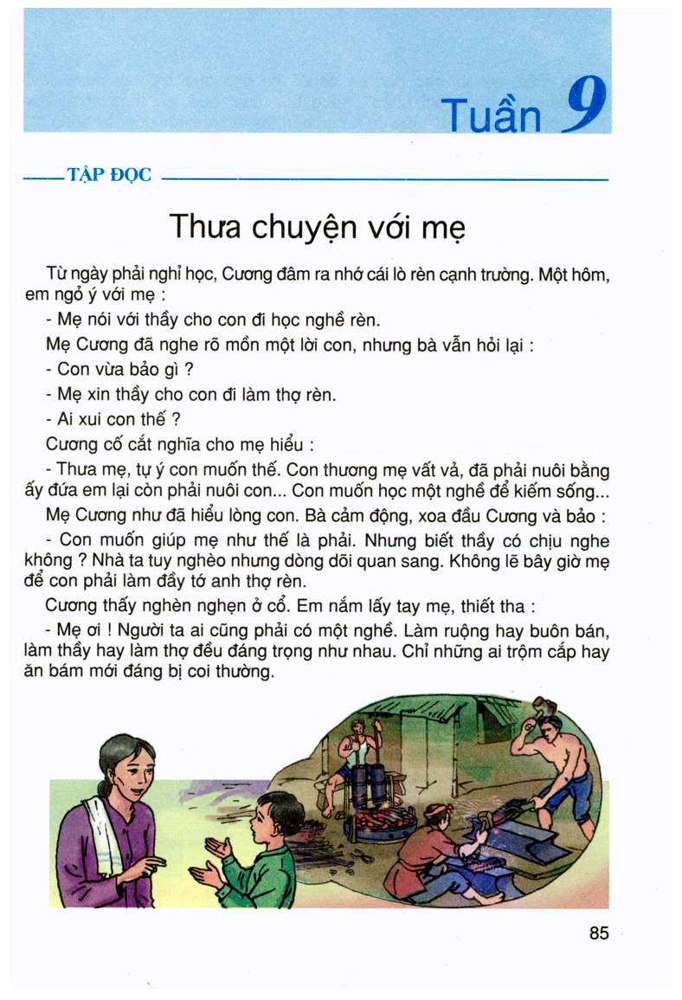 Tuần 9
TẬP ĐỌC
Thưa chuyện với mẹ
Từ ngày phải nghỉ học, Cương đâm ra nhớ cái lò rèn cạnh trường. Một hôm,
em ngỏ ý với mẹ :
- Mẹ nói với thầy cho con đi học nghề rèn.
Mẹ Cương đã nghe rõ mồn một lời con, nhưng bà vẫn hỏi lại :
- Con vừa bảo gì ?
- Mẹ xin thầy cho con đi làm thợ rèn.
- Ai xui con thế ?
Cương cố cắt nghĩa cho mẹ hiểu :
- Thưa mẹ, tự ý con muốn thế. Con thương mẹ vất vả, đã phải nuôi bằng
ấy đứa em lại còn phải nuôi con... Con muốn học một nghề để kiếm sống...
Mẹ Cương như đã hiểu lòng con. Bà cảm động, xoa đầu Cương và bảo :
- Con muốn giúp mẹ như thế là phải. Nhưng biết thầy có chịu nghe
không ? Nhà ta tuy nghèo nhưng dòng dõi quan sang. Không lẽ bây giờ mẹ
để con phải làm đầy tớ anh thợ rèn.
Cương thấy nghèn nghẹn ở cổ. Em nắm lấy tay mẹ, thiết tha :
- Mẹ ơi ! Người ta ai cũng phải có một nghề. Làm ruộng hay buôn bán,
làm thầy hay làm thợ đều đáng trọng như nhau. Chỉ những ai trộm cắp hay
ăn bám mới đáng bị coi thường.
85